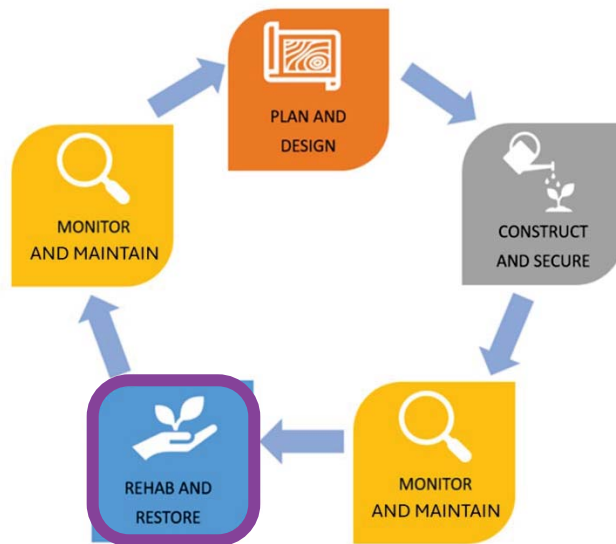 PLAN AND
DESIGN
CONSTRUCT
AND SECURE
MONITOR
AND MAINTAIN
REHAB AND
RESTORE
MONITOR
AND MAINTAIN